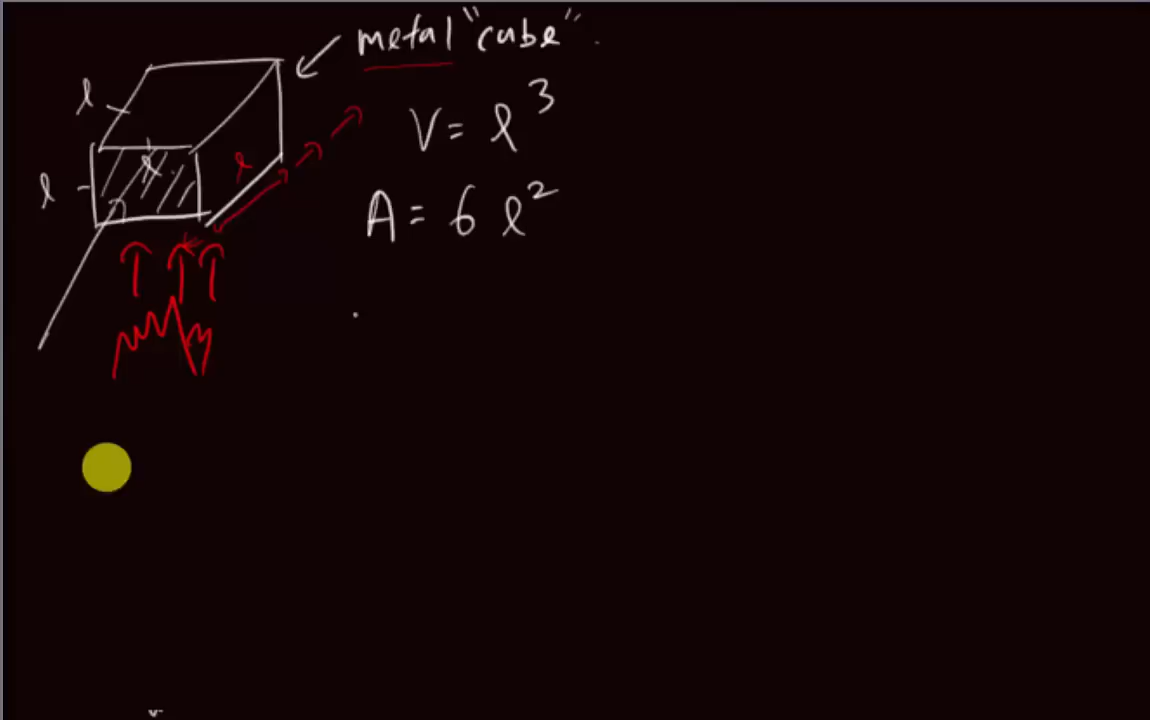 metal "cube".
l
V = l³
l
l
l
A = 6 l²